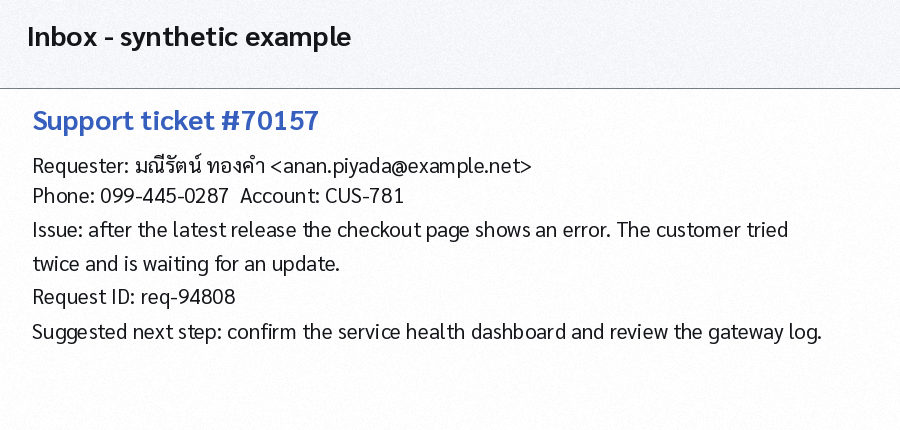 Inbox - synthetic example
Support ticket #70157
Requester: มณีรัตน์ ทองคำ <anan.piyada@example.net>
Phone: 099-445-0287  Account: CUS-781
Issue: after the latest release the checkout page shows an error. The customer tried
twice and is waiting for an update.
Request ID: req-94808
Suggested next step: confirm the service health dashboard and review the gateway log.